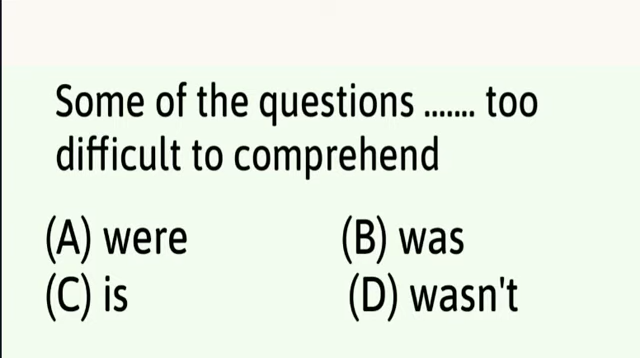 Some of the questions ....... too
difficult to comprehend
(A) were (B) was
(C) is (D) wasn't